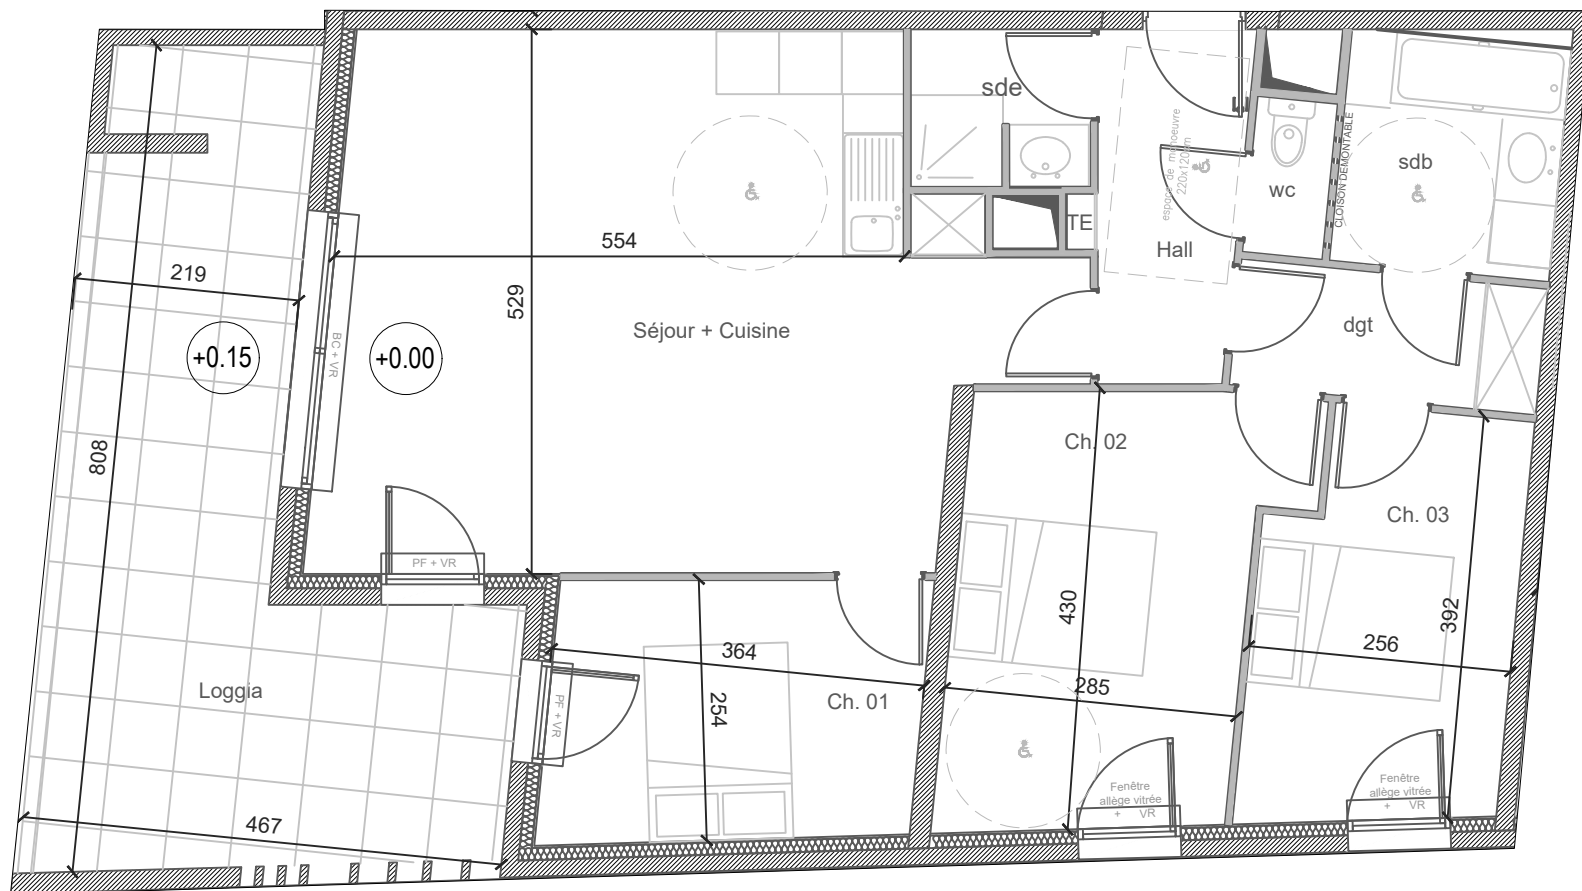 sde
espace de manoeuvre
220x120cm
CLOISON DEMONTABLE
sdb
wc
TE
Hall
554
219
529
Séjour + Cuisine
dgt
BC + VR
+0.15
+0.00
808
Ch. 02
Ch. 03
PF + VR
430
392
364
256
Loggia
PF + VR
254
Ch. 01
285
Fenêtre
allège vitrée
+ VR
Fenêtre
allège vitrée
+ VR
467